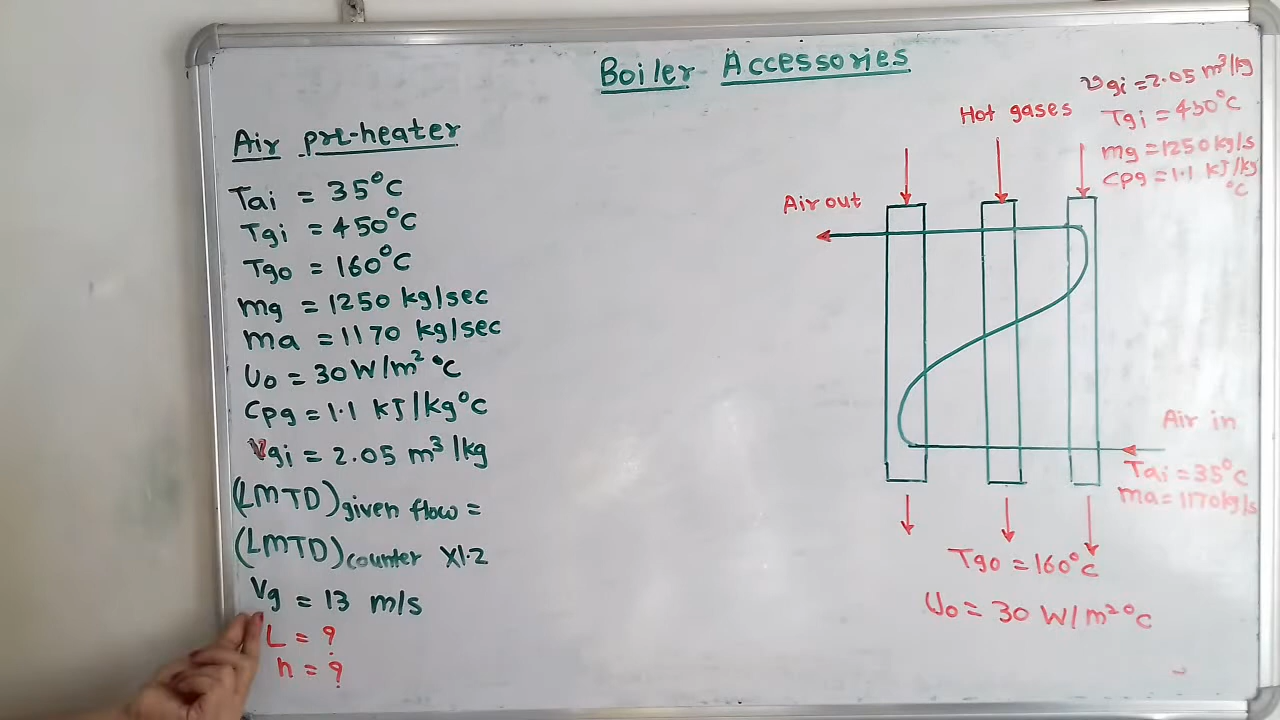 Boiler Accessories
Air pre-heater
Tai = 35°C
Tgi = 450°C
Tgo = 160°C
mg = 1250 kg/sec
ma = 1170 kg/sec
Uo = 30 W/m² °C
Cpg = 1.1 kJ/kg°C
Vgi = 2.05 m³/kg
(LMTD)given flow =
(LMTD)counter X1.2
Vg = 13 m/s
L = ?
n = ?
Hot gases
Vgi = 2.05 m³/kg
Tgi = 450°C
mg = 1250 kg/s
Cpg = 1.1 kJ/kg
°C
Air out
Air in
Tai = 35°C
ma = 1170 kg/s
Tgo = 160°C
Uo = 30 W/m²°C